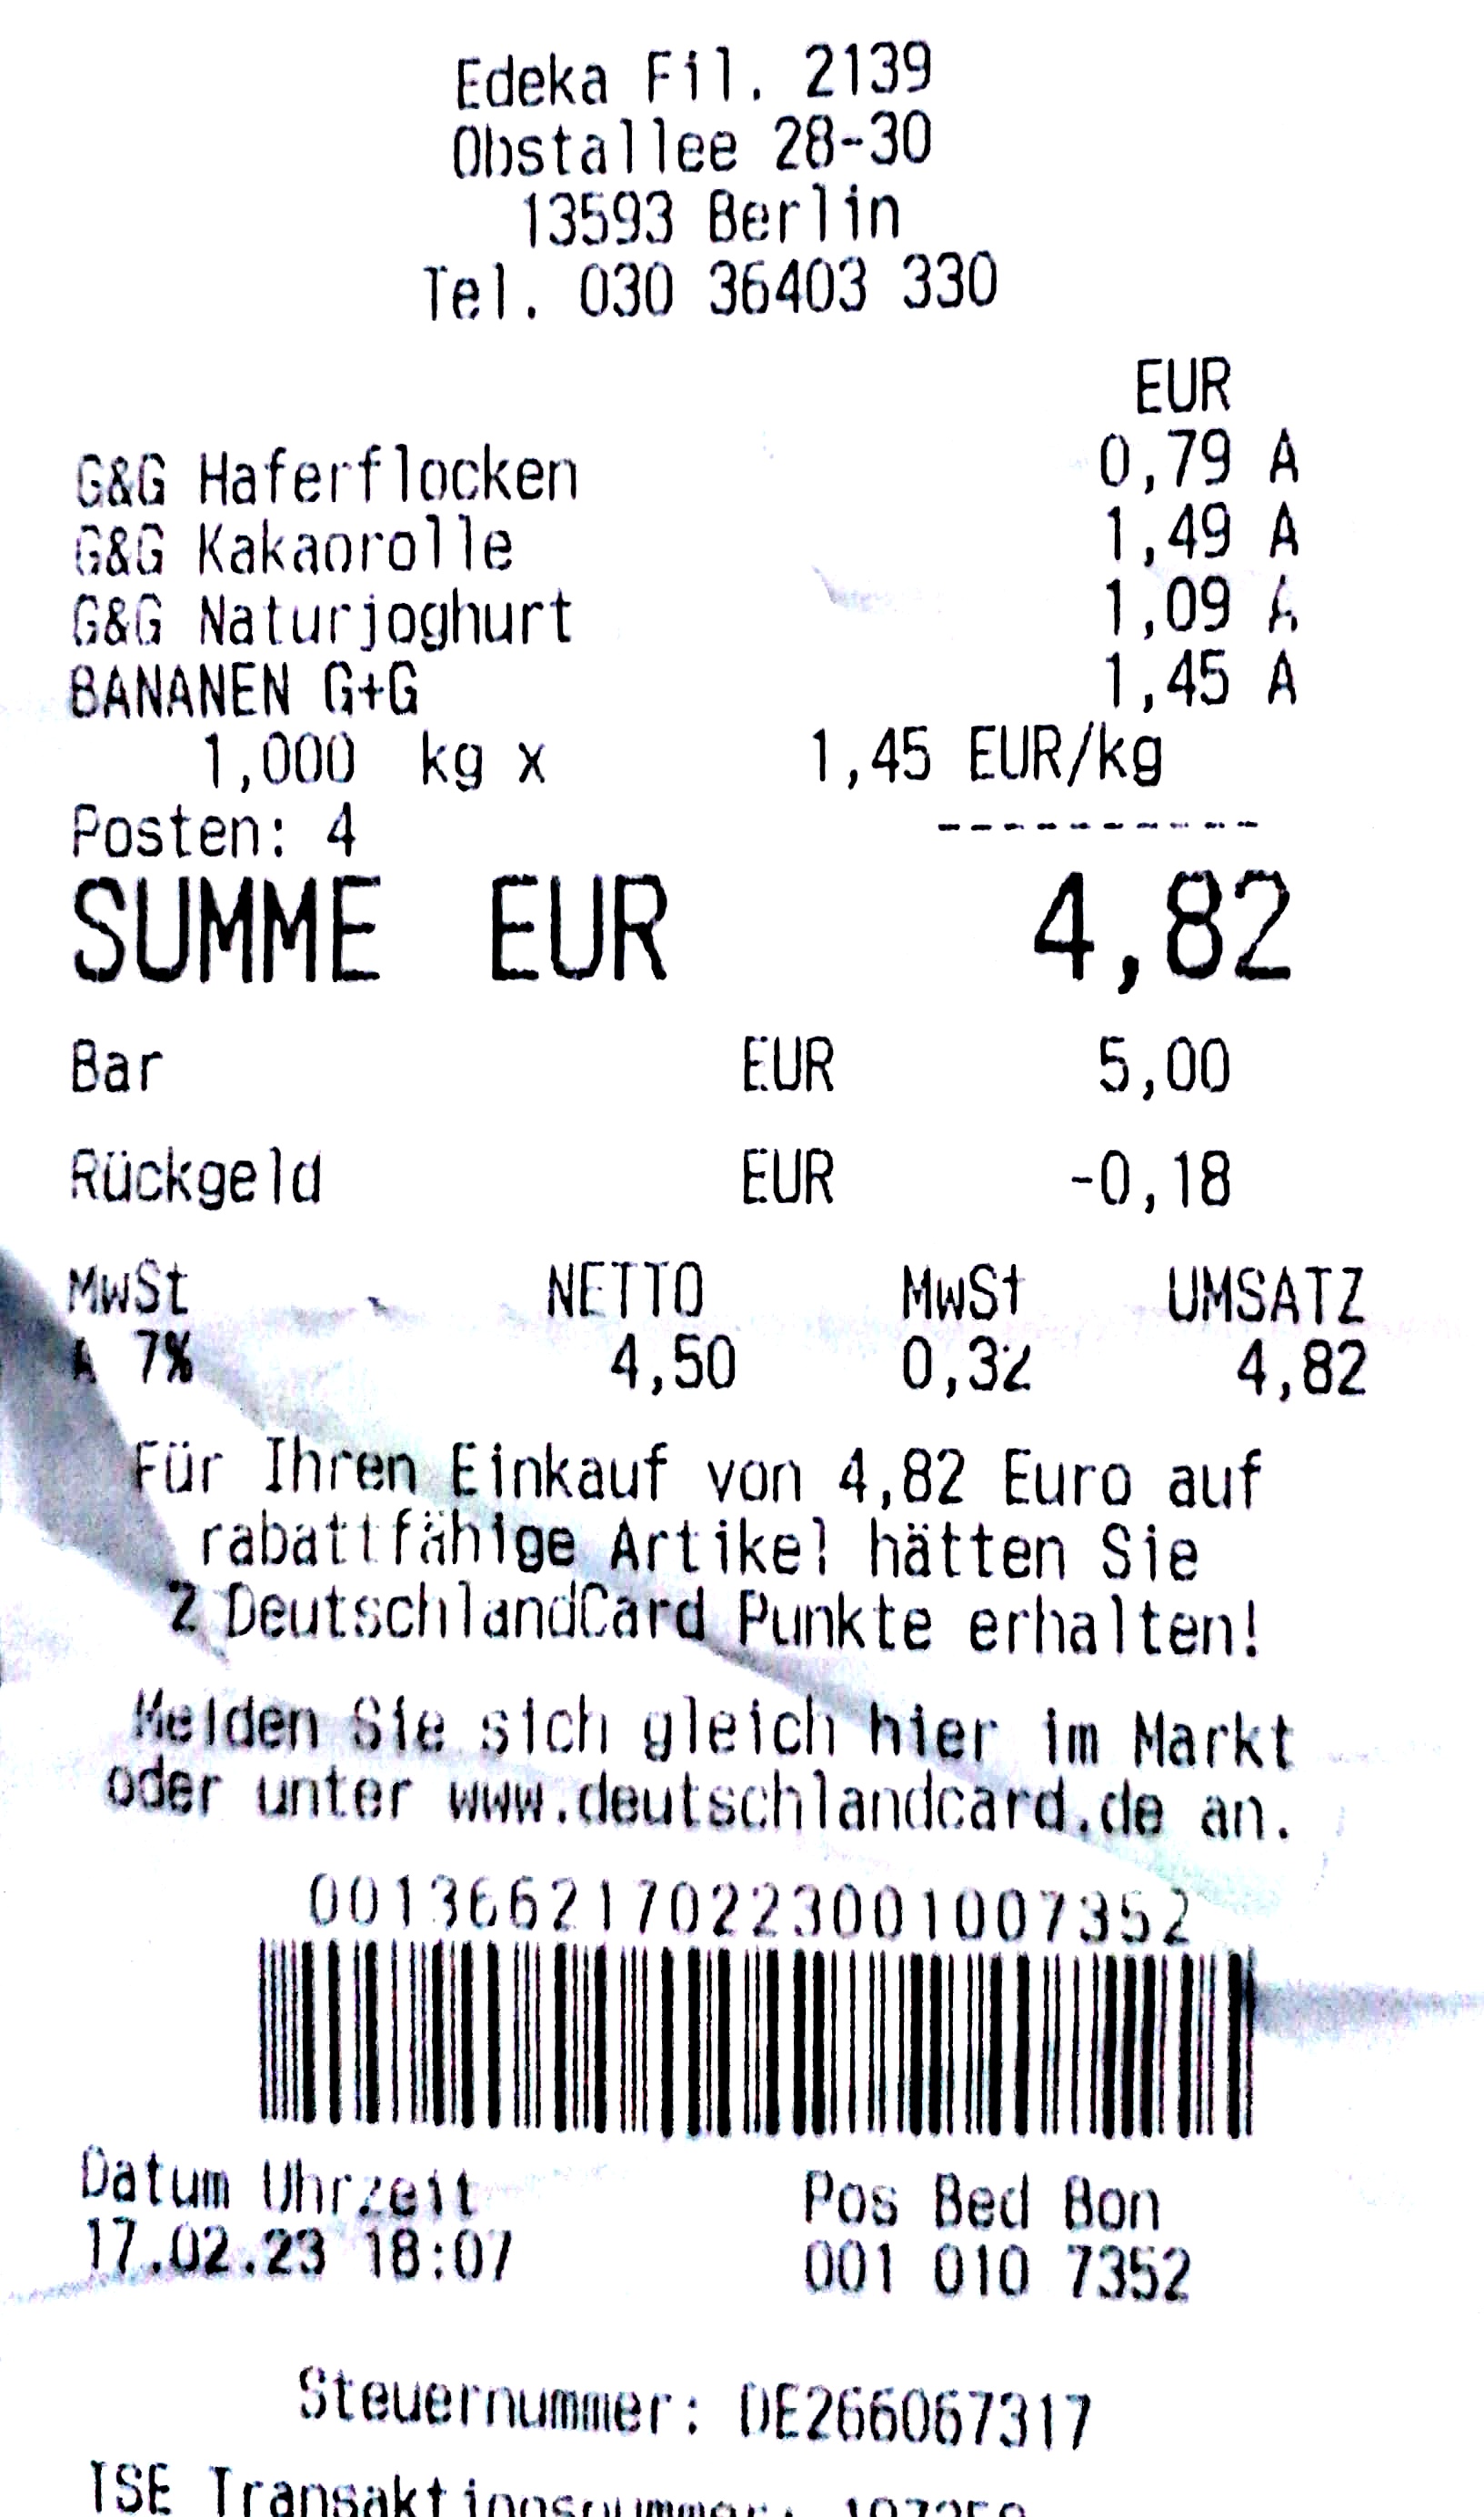 Edeka Fil. 2139
Obstallee 28-30
13593 Berlin
Tel. 030 36403 330
EUR
G&G Haferflocken 0,79 A
G&G Kakaorolle 1,49 A
G&G Naturjoghurt 1,09 A
BANANEN G+G 1,45 A
1,000 kg x 1,45 EUR/kg
Posten: 4 ----------
SUMME EUR 4,82
Bar EUR 5,00
Rückgeld EUR -0,18
MwSt NETTO MwSt UMSATZ
A 7% 4,50 0,32 4,82
Für Ihren Einkauf von 4,82 Euro auf
rabattfähige Artikel hätten Sie
2 DeutschlandCard Punkte erhalten!
Melden Sie sich gleich hier im Markt
oder unter www.deutschlandcard.de an.
0013662170223001007352
Datum Uhrzeit Pos Bed Bon
17.02.23 18:07 001 010 7352
Steuernummer: DE266067317
TSE Transaktionsnummer: